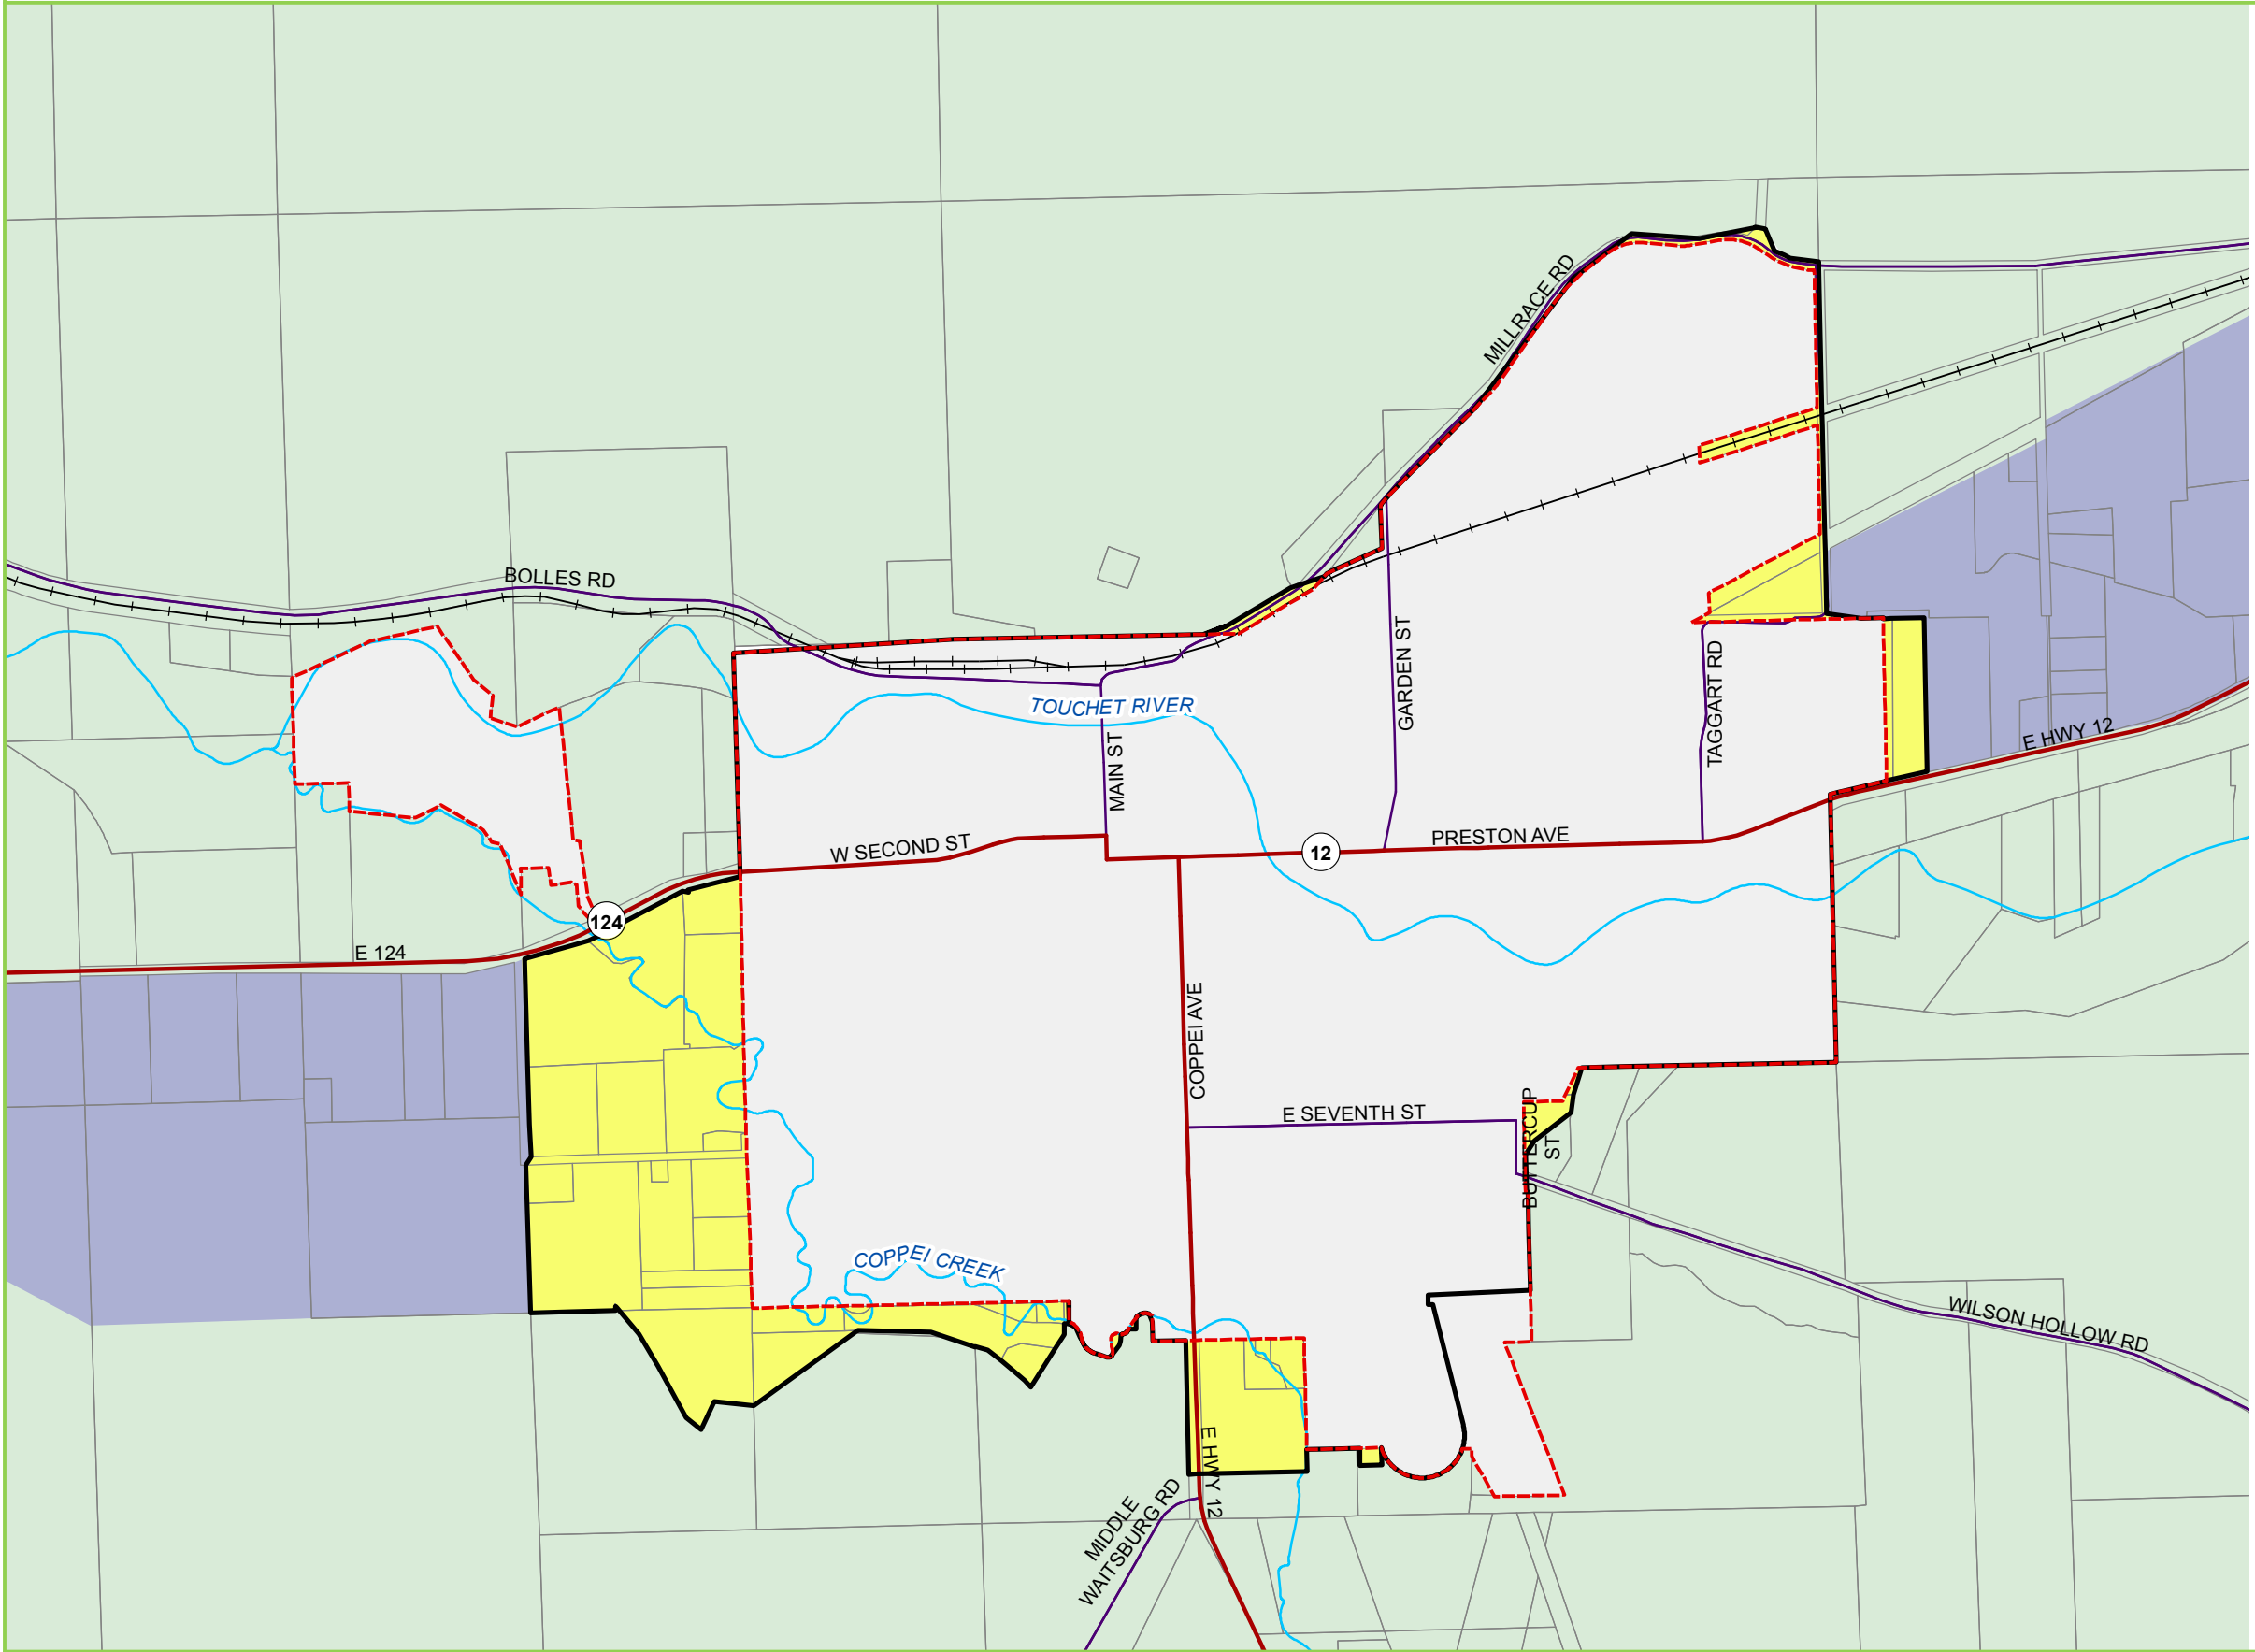 MILLRACE RD
BOLLES RD
GARDEN ST
TAGGART RD
TOUCHET RIVER
MAIN ST
E HWY 12
W SECOND ST
12
PRESTON AVE
124
E 124
COPPEI AVE
E SEVENTH ST
BUTTERCUP
ST
COPPEI CREEK
WILSON HOLLOW RD
E HWY 12
MIDDLE
WAITSBURG RD